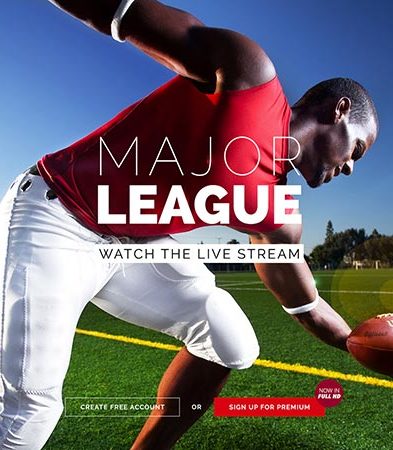 MAJOR
LEAGUE
WATCH THE LIVE STREAM
NOW IN
FULL HD
CREATE FREE ACCOUNT
OR
SIGN UP FOR PREMIUM